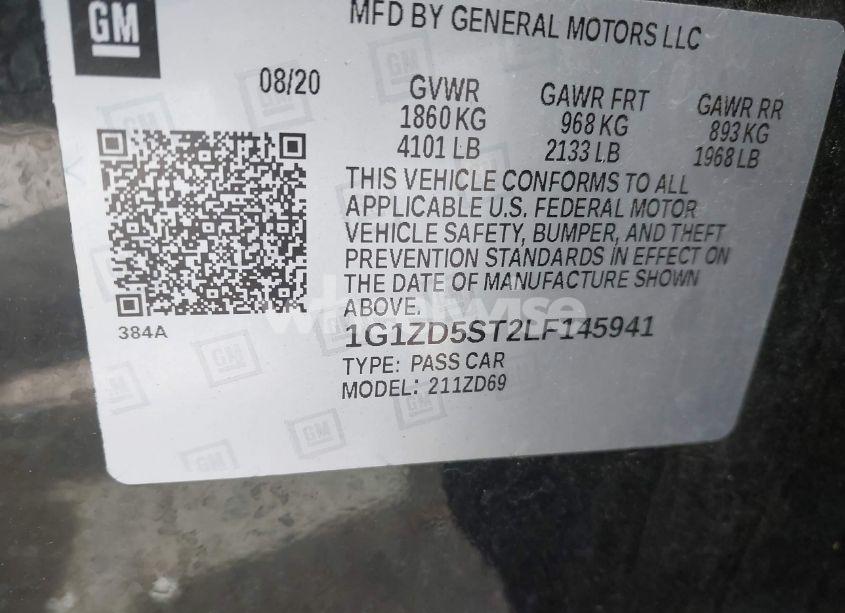 GM
MFD BY GENERAL MOTORS LLC
08/20
GVWR
1860 KG
4101 LB
GAWR FRT
968 KG
2133 LB
GAWR RR
893 KG
1968 LB
THIS VEHICLE CONFORMS TO ALL
APPLICABLE U.S. FEDERAL MOTOR
VEHICLE SAFETY, BUMPER, AND THEFT
PREVENTION STANDARDS IN EFFECT ON
THE DATE OF MANUFACTURE SHOWN
ABOVE.
384A
1G1ZD5ST2LF145941
TYPE: PASS CAR
MODEL: 211ZD69